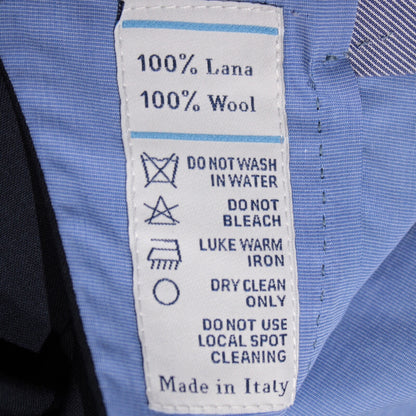 100% Lana
100% Wool
DO NOT WASH
IN WATER
DO NOT
BLEACH
LUKE WARM
IRON
DRY CLEAN
ONLY
DO NOT USE
LOCAL SPOT
CLEANING
Made in Italy